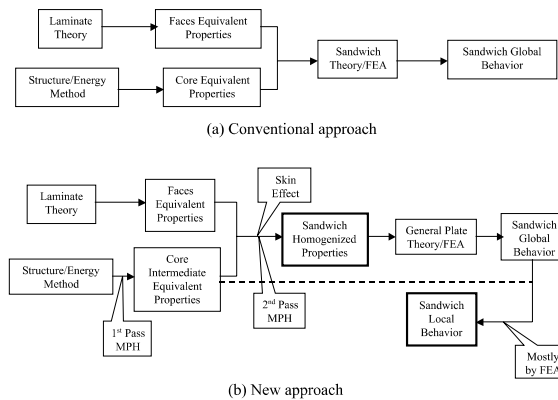 Laminate
Theory
Faces Equivalent
Properties
Structure/Energy
Method
Core Equivalent
Properties
Sandwich
Theory/FEA
Sandwich Global
Behavior
(a) Conventional approach
Skin
Effect
Laminate
Theory
Faces
Equivalent
Properties
Structure/Energy
Method
1st Pass
MPH
Core
Intermediate
Equivalent
Properties
2nd Pass
MPH
Sandwich
Homogenized
Properties
General Plate
Theory/FEA
Sandwich
Global
Behavior
Sandwich
Local
Behavior
Mostly
by FEA
(b) New approach